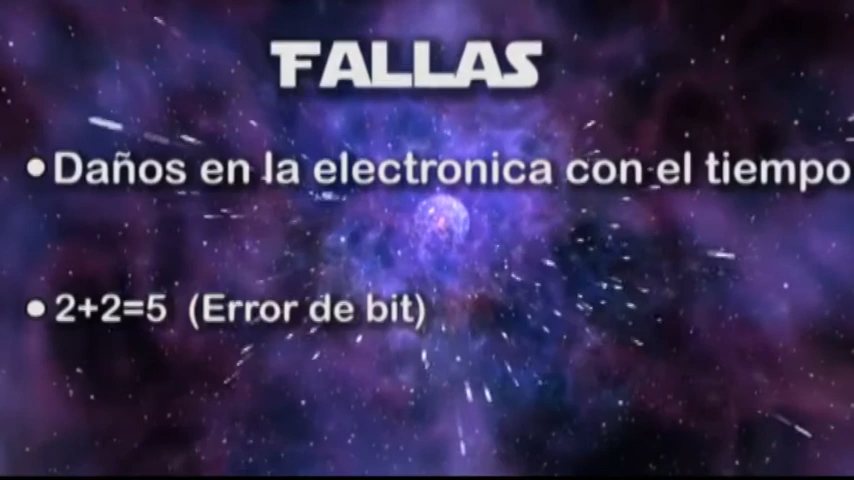 FALLAS
•Daños en la electronica con el tiempo
•2+2=5 (Error de bit)